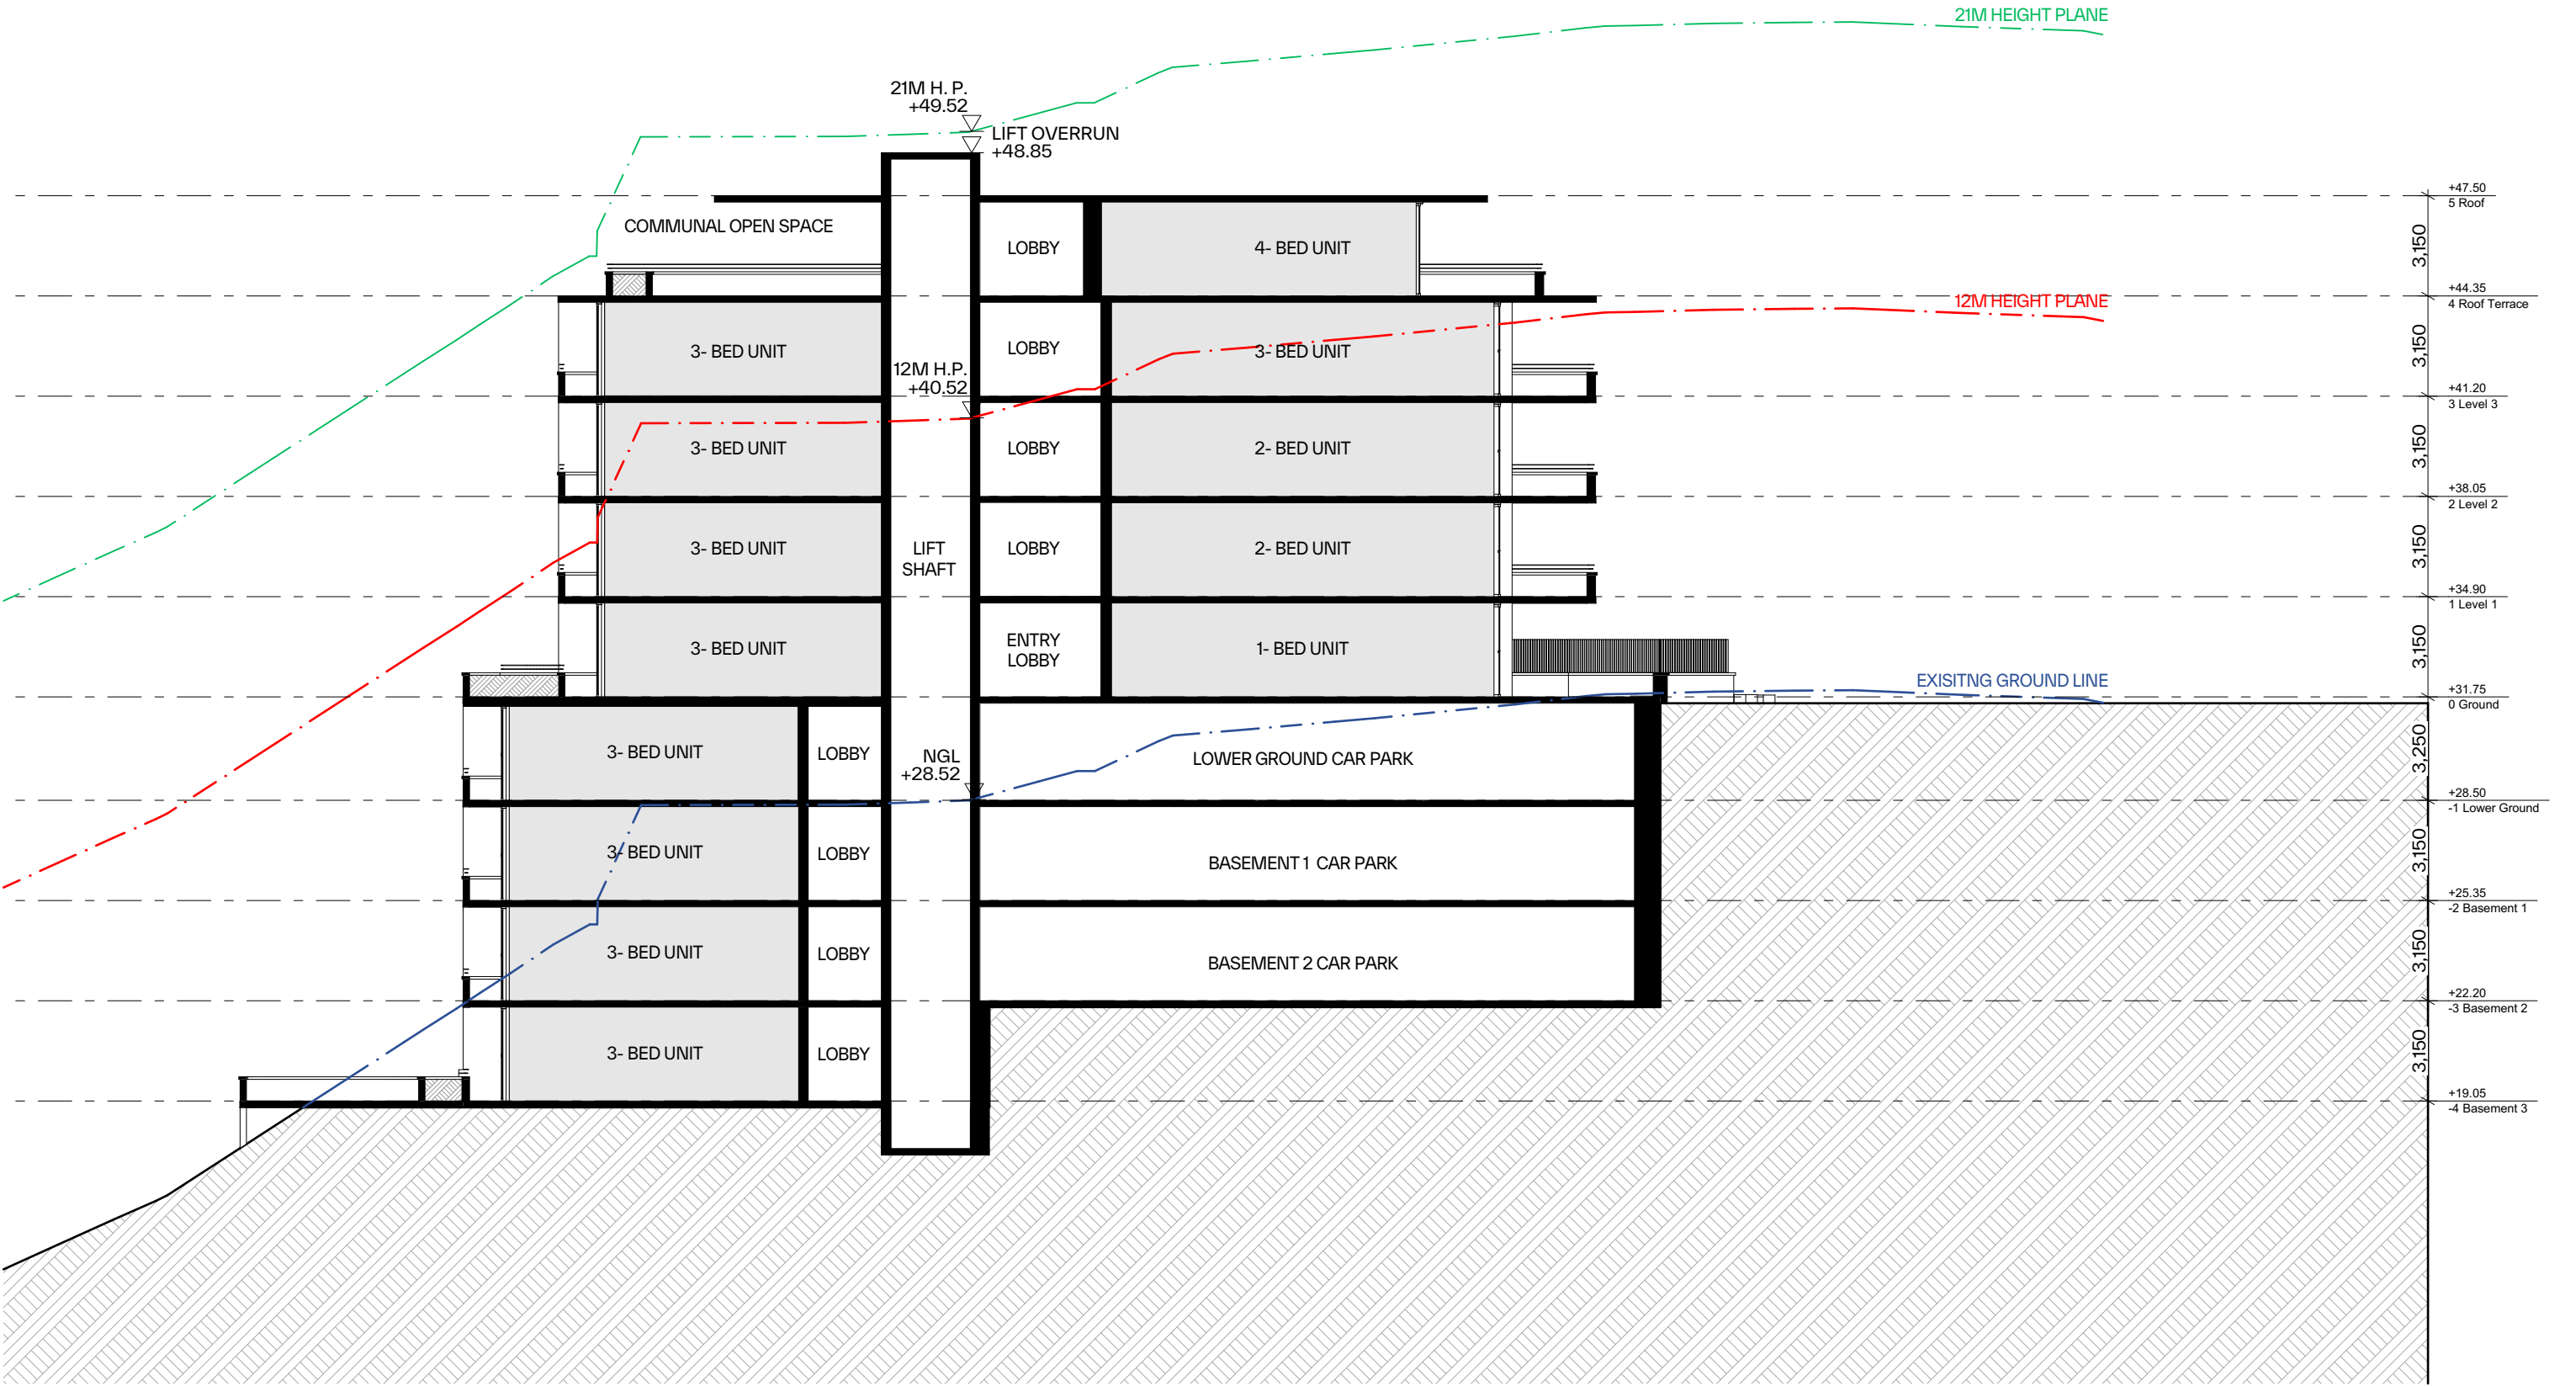 21M HEIGHT PLANE
21M H. P.
+49.52
LIFT OVERRUN
+48.85
+47.50
5 Roof
COMMUNAL OPEN SPACE
LOBBY
4- BED UNIT
3,150
+44.35
4 Roof Terrace
12M HEIGHT PLANE
3- BED UNIT
LOBBY
3- BED UNIT
3,150
12M H.P.
+40.52
+41.20
3 Level 3
3- BED UNIT
LOBBY
2- BED UNIT
3,150
+38.05
2 Level 2
3- BED UNIT
LIFT
SHAFT
LOBBY
2- BED UNIT
3,150
+34.90
1 Level 1
3- BED UNIT
ENTRY
LOBBY
1- BED UNIT
3,150
EXISITNG GROUND LINE
+31.75
0 Ground
3- BED UNIT
LOBBY
NGL
+28.52
LOWER GROUND CAR PARK
3,250
+28.50
-1 Lower Ground
3- BED UNIT
LOBBY
BASEMENT 1 CAR PARK
3,150
+25.35
-2 Basement 1
3- BED UNIT
LOBBY
BASEMENT 2 CAR PARK
3,150
+22.20
-3 Basement 2
3- BED UNIT
LOBBY
3,150
+19.05
-4 Basement 3